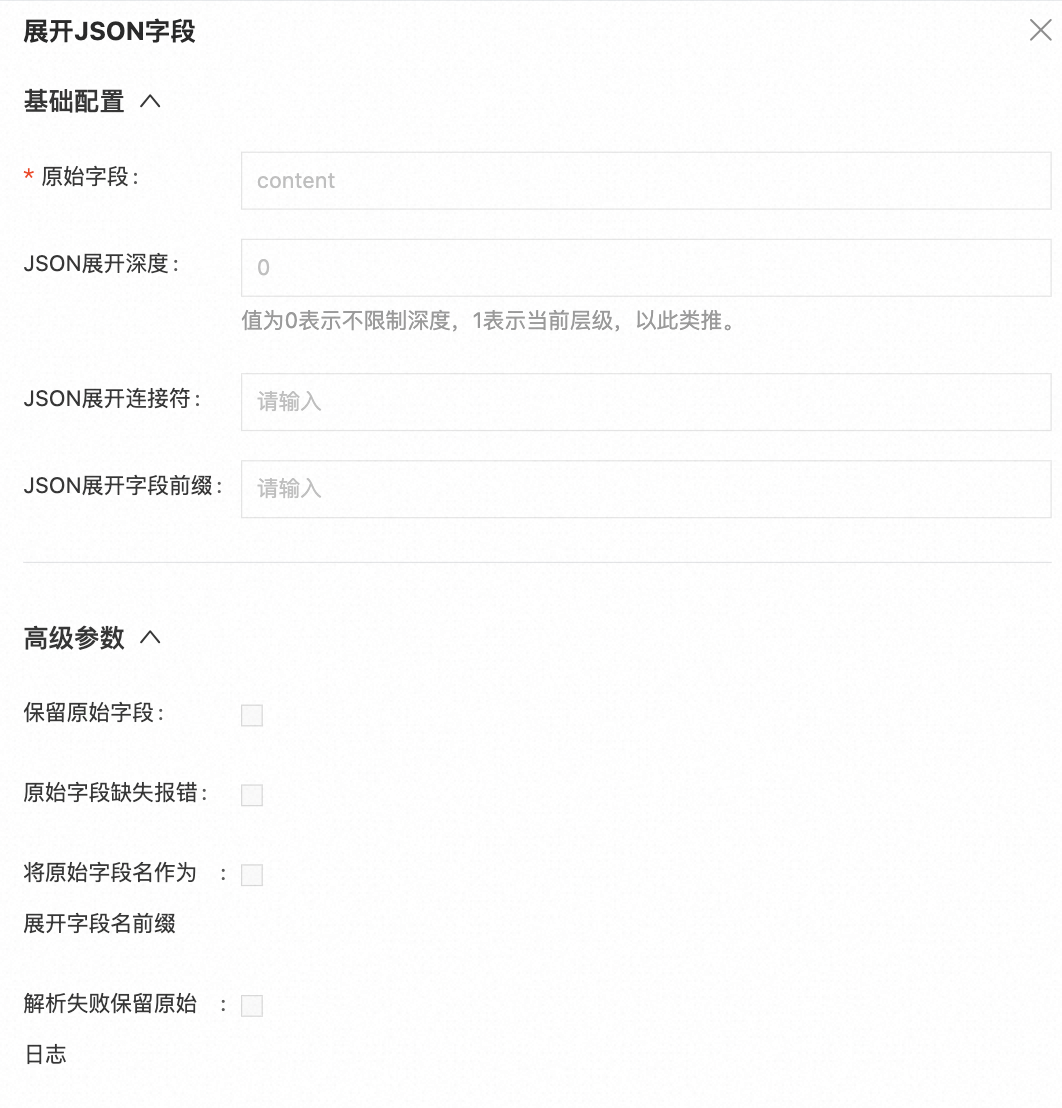 展开JSON字段
基础配置
* 原始字段:
content
JSON展开深度:
0
值为0表示不限制深度，1表示当前层级，以此类推。
JSON展开连接符:
请输入
JSON展开字段前缀:
请输入
高级参数
保留原始字段:
原始字段缺失报错:
将原始字段名作为 :
展开字段名前缀
解析失败保留原始 :
日志